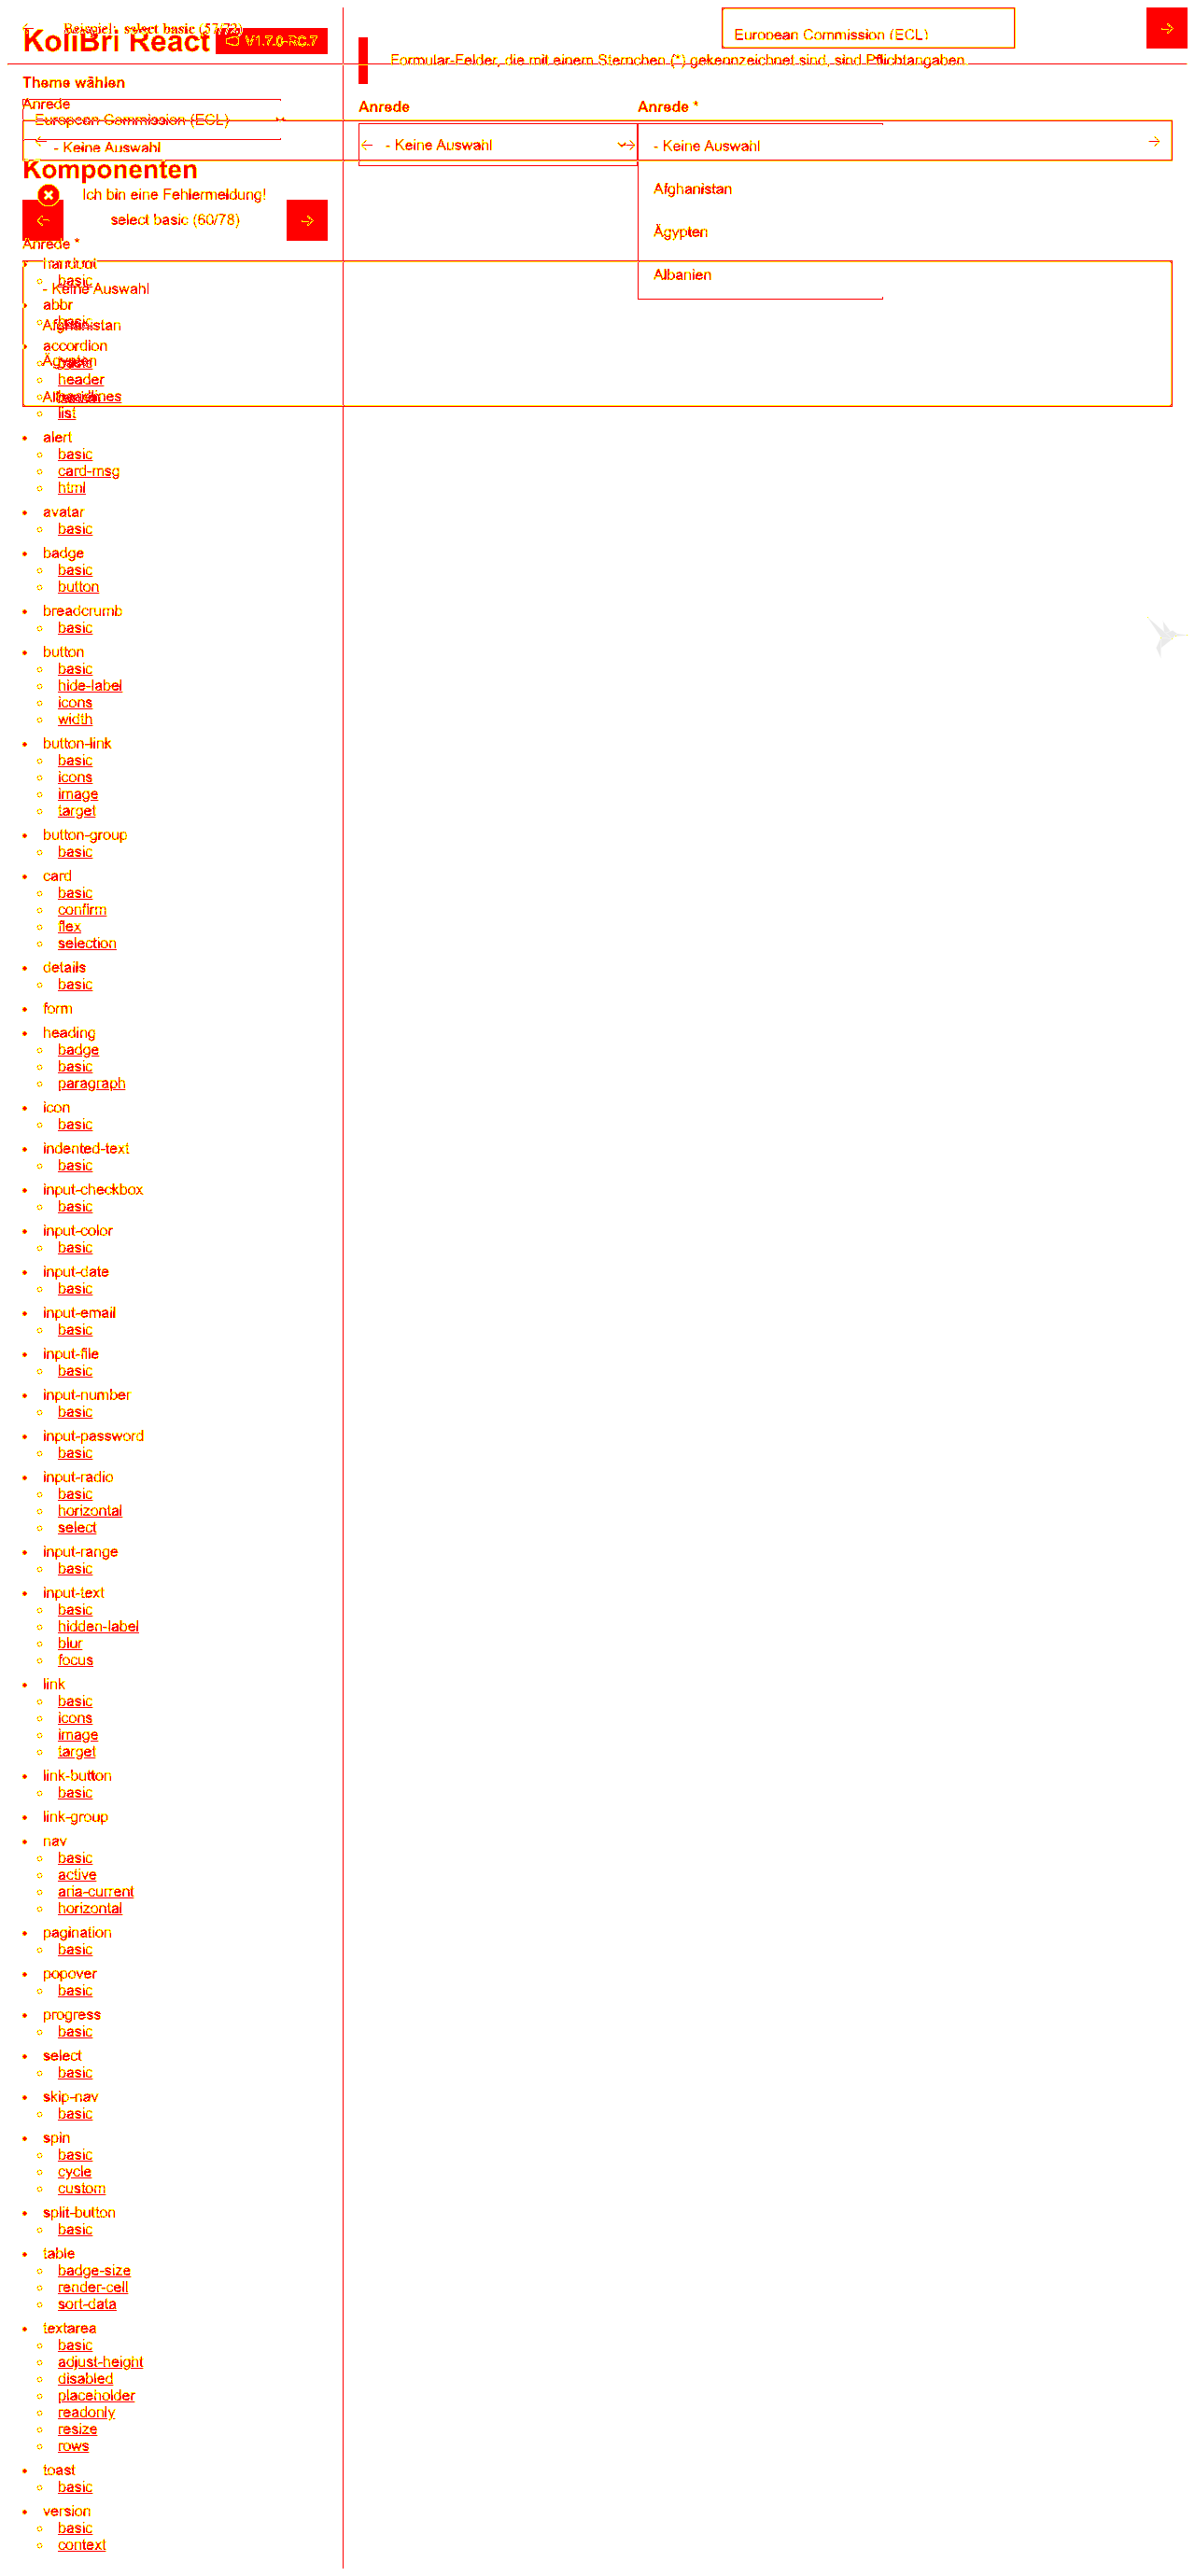 Beispiel: select basic (57/72)
KoliBri React V1.7.0-RC.7
European Commission (ECL)
Formular-Felder, die mit einem Sternchen (*) gekennzeichnet sind, sind Pflichtangaben.
Theme wählen
Anrede
European Commission (ECL)
- Keine Auswahl
Komponenten
Ich bin eine Fehlermeldung!
select basic (60/78)
Anrede
- Keine Auswahl
Anrede *
- Keine Auswahl
Afghanistan
Ägypten
Albanien
Anrede *
handout
basic
- Keine Auswahl
abbr
basic
Afghanistan
accordion
basic
Ägypten
header
headlines
Albanien
list
alert
basic
card-msg
html
avatar
basic
badge
basic
button
breadcrumb
basic
button
basic
hide-label
icons
width
button-link
basic
icons
image
target
button-group
basic
card
basic
confirm
flex
selection
details
basic
form
heading
badge
basic
paragraph
icon
basic
indented-text
basic
input-checkbox
basic
input-color
basic
input-date
basic
input-email
basic
input-file
basic
input-number
basic
input-password
basic
input-radio
basic
horizontal
select
input-range
basic
input-text
basic
hidden-label
blur
focus
link
basic
icons
image
target
link-button
basic
link-group
nav
basic
active
aria-current
horizontal
pagination
basic
popover
basic
progress
basic
select
basic
skip-nav
basic
spin
basic
cycle
custom
split-button
basic
table
badge-size
render-cell
sort-data
textarea
basic
adjust-height
disabled
placeholder
readonly
resize
rows
toast
basic
version
basic
context